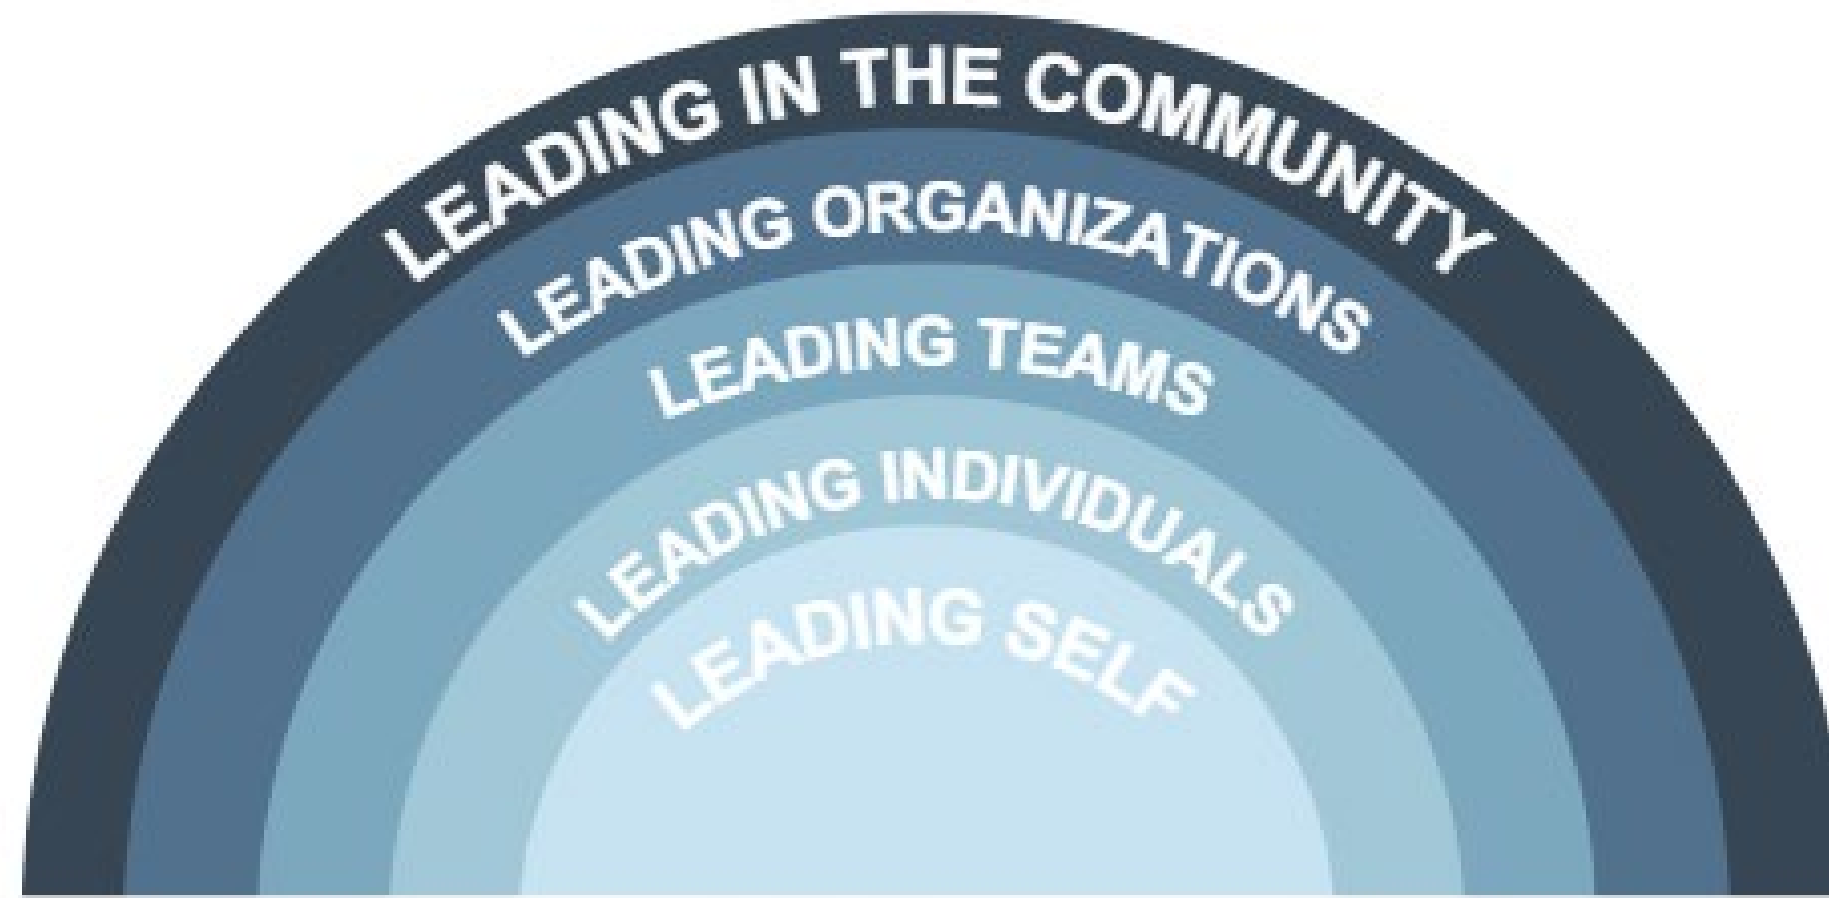 LEADING IN THE COMMUNITY
LEADING ORGANIZATIONS
LEADING TEAMS
LEADING INDIVIDUALS
LEADING SELF